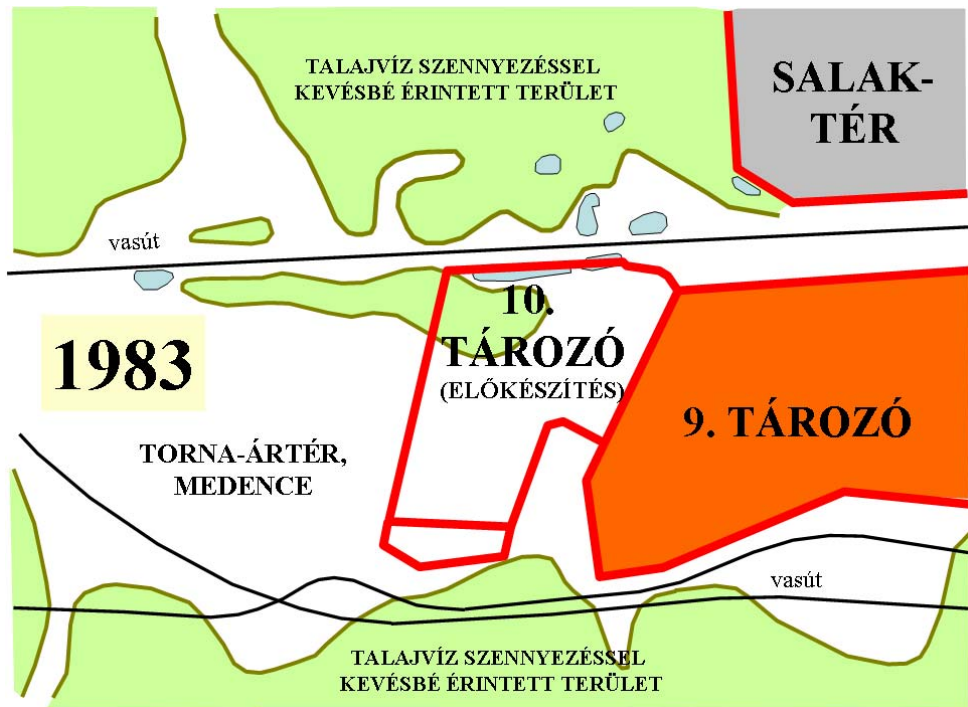 TALAJVÍZ SZENNYEZÉSSEL
KEVÉSBÉ ÉRINTETT TERÜLET
SALAK-
TÉR
vasút
10.
TÁROZÓ
(ELŐKÉSZÍTÉS)
1983
9. TÁROZÓ
TORNA-ÁRTÉR,
MEDENCE
vasút
TALAJVÍZ SZENNYEZÉSSEL
KEVÉSBÉ ÉRINTETT TERÜLET